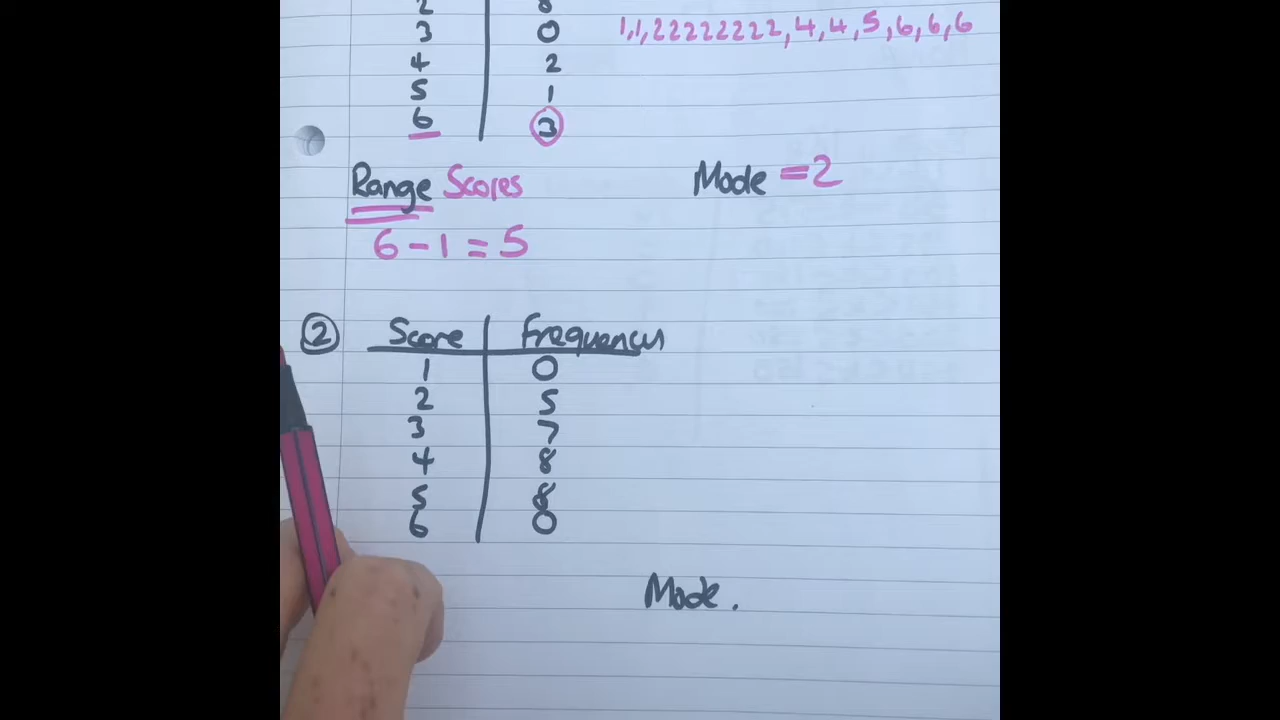 2 8
3 0 1,1,22222222,4,4,5,6,6,6
4 2
5 1
6 3
Range Scores Mode =2
6-1=5
2 Score Frequency
1 0
2 5
3 7
4 8
5 8
6 0
Mode.